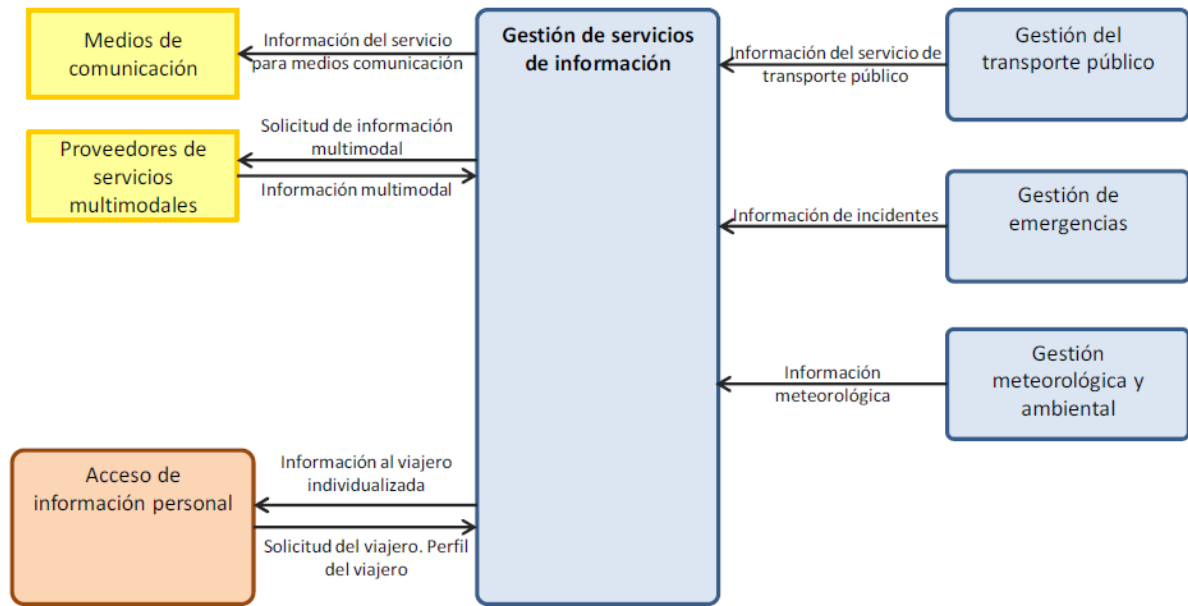 Medios de
comunicación
Información del servicio
para medios comunicación
Gestión de servicios
de información
Información del servicio de
transporte público
Gestión del
transporte público
Proveedores de
servicios
multimodales
Solicitud de información
multimodal
Información multimodal
Información de incidentes
Gestión de
emergencias
Información
meteorológica
Gestión
meteorológica y
ambiental
Acceso de
información personal
Información al viajero
individualizada
Solicitud del viajero. Perfil
del viajero